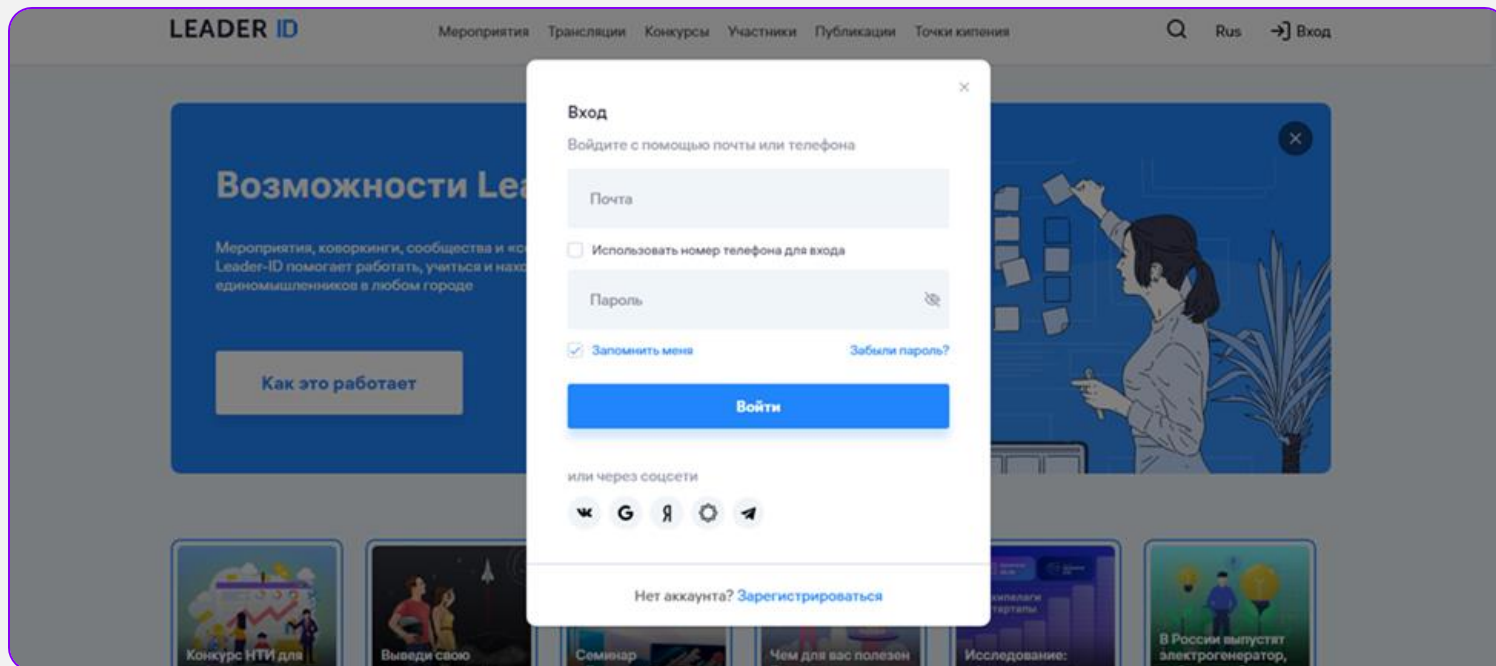 LEADER ID
Мероприятия Трансляции Конкурсы Участники Публикации Точки кипения
Rus Вход
Возможности Lea
Мероприятия, коворкинги, сообщества и
Leader-ID помогает работать, учиться и
единомышленников в любом городе
Как это работает
Вход
Войдите с помощью почты или телефона
Почта
Использовать номер телефона для входа
Пароль
Запомнить меня Забыли пароль?
Войти
или через соцсети
Нет аккаунта? Зарегистрироваться
Конкурс НТИ для
Выведи свою
Семинар
Чем для вас полезен
Исследование:
В России выпустят
электрогенератор,